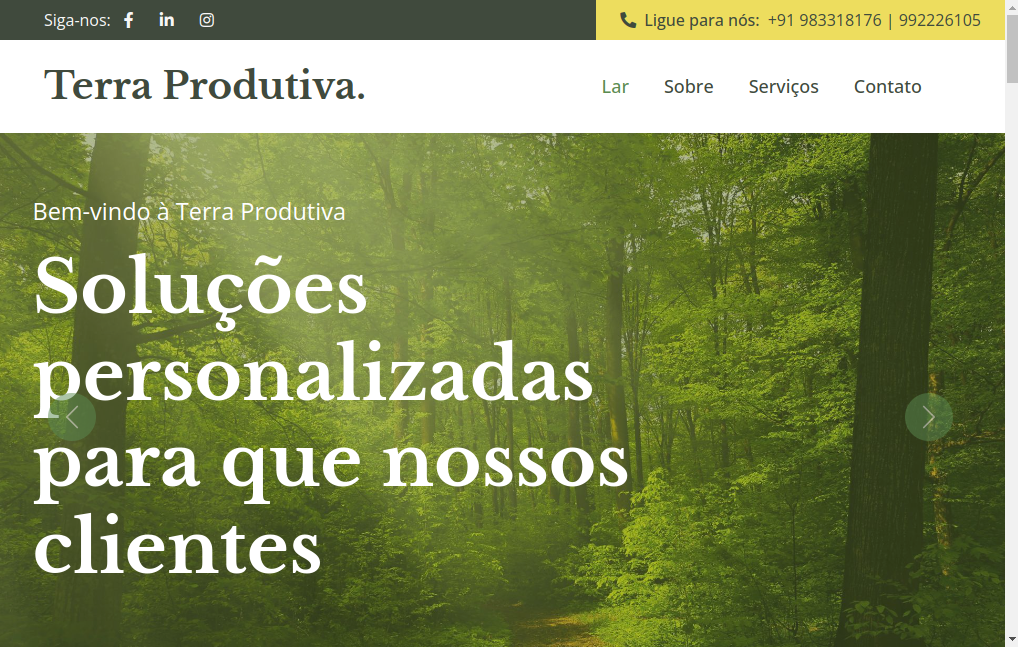 Siga-nos:
Ligue para nós: +91 983318176 | 992226105
Terra Produtiva.
Lar Sobre Serviços Contato
Bem-vindo à Terra Produtiva
Soluções
personalizadas
para que nossos
clientes